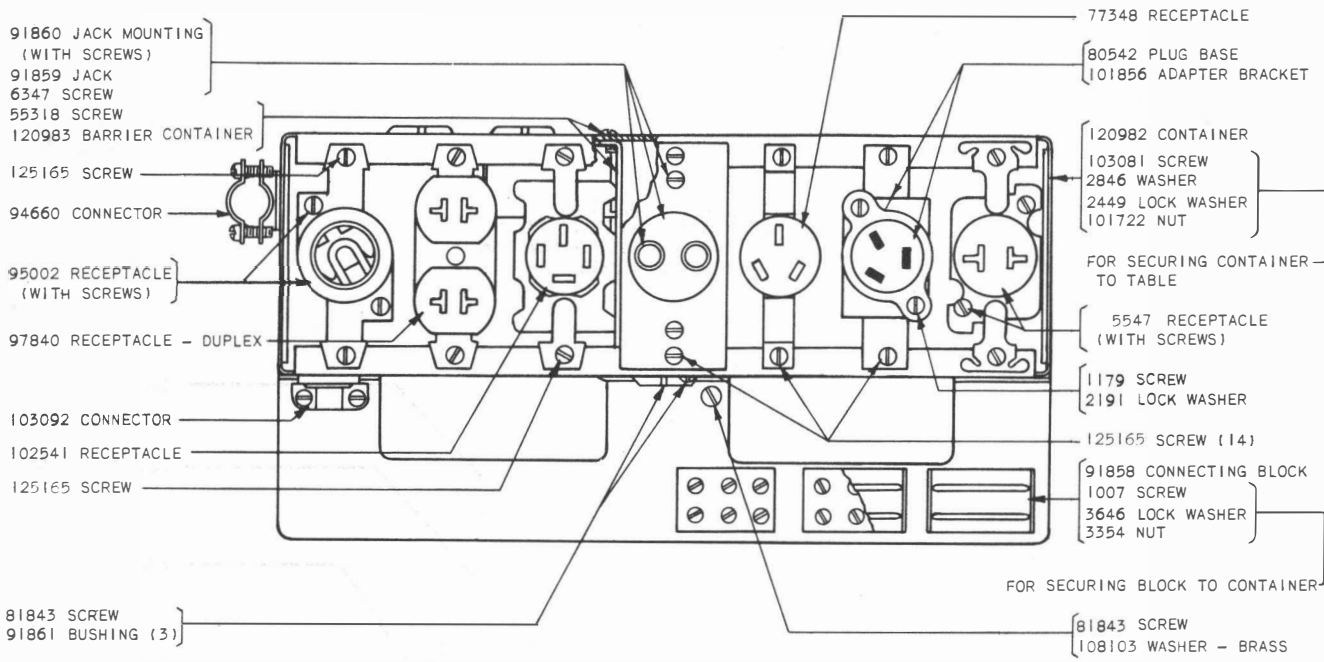 91860 JACK MOUNTING
(WITH SCREWS)
91859 JACK
6347 SCREW
55318 SCREW
120983 BARRIER CONTAINER
125165 SCREW
94660 CONNECTOR
95002 RECEPTACLE
(WITH SCREWS)
97840 RECEPTACLE - DUPLEX
103092 CONNECTOR
102541 RECEPTACLE
125165 SCREW
81843 SCREW
91861 BUSHING (3)
77348 RECEPTACLE
80542 PLUG BASE
101856 ADAPTER BRACKET
120982 CONTAINER
103081 SCREW
2846 WASHER
2449 LOCK WASHER
101722 NUT
FOR SECURING CONTAINER
TO TABLE
5547 RECEPTACLE
(WITH SCREWS)
1179 SCREW
2191 LOCK WASHER
125165 SCREW (14)
91858 CONNECTING BLOCK
1007 SCREW
3646 LOCK WASHER
3354 NUT
FOR SECURING BLOCK TO CONTAINER
81843 SCREW
108103 WASHER - BRASS